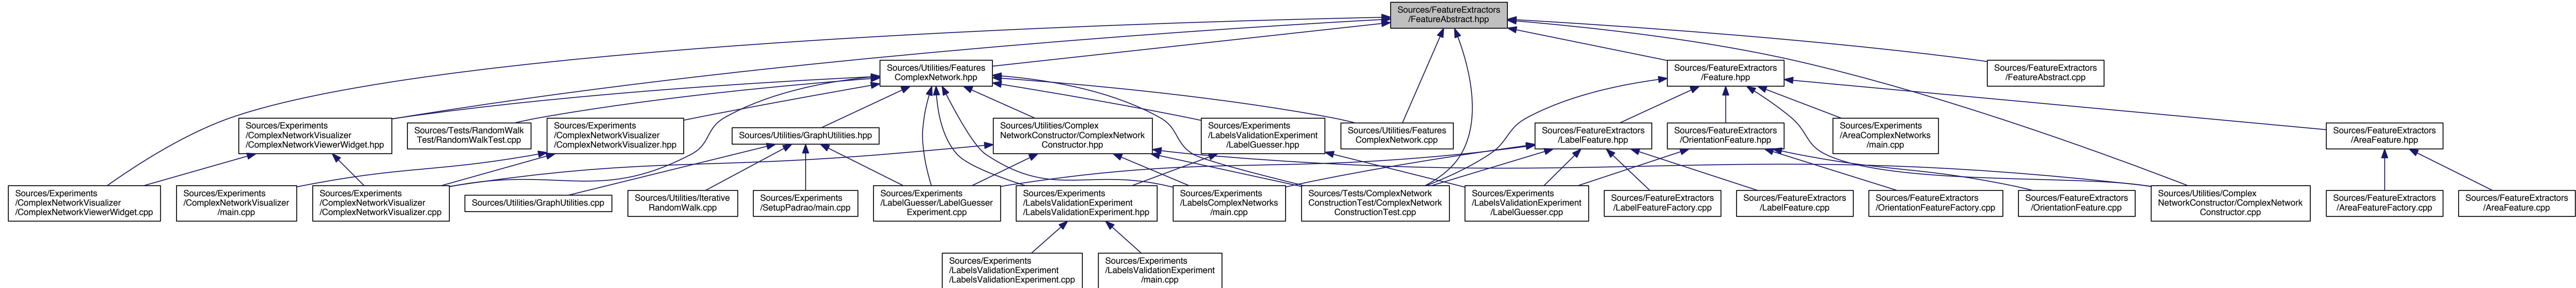 Sources/FeatureExtractors
/FeatureAbstract.hpp
Sources/Utilities/Features
ComplexNetwork.hpp
Sources/FeatureExtractors
/Feature.hpp
Sources/FeatureExtractors
/FeatureAbstract.cpp
Sources/Experiments
/ComplexNetworkVisualizer
/ComplexNetworkViewerWidget.hpp
Sources/Tests/RandomWalk
Test/RandomWalkTest.cpp
Sources/Experiments
/ComplexNetworkVisualizer
/ComplexNetworkVisualizer.hpp
Sources/Utilities/GraphUtilities.hpp
Sources/Utilities/Complex
NetworkConstructor/ComplexNetwork
Constructor.hpp
Sources/Experiments
/LabelsValidationExperiment
/LabelGuesser.hpp
Sources/Utilities/Features
ComplexNetwork.cpp
Sources/FeatureExtractors
/LabelFeature.hpp
Sources/FeatureExtractors
/OrientationFeature.hpp
Sources/Experiments
/AreaComplexNetworks
/main.cpp
Sources/FeatureExtractors
/AreaFeature.hpp
Sources/Experiments
/ComplexNetworkVisualizer
/ComplexNetworkViewerWidget.cpp
Sources/Experiments
/ComplexNetworkVisualizer
/main.cpp
Sources/Experiments
/ComplexNetworkVisualizer
/ComplexNetworkVisualizer.cpp
Sources/Utilities/GraphUtilities.cpp
Sources/Utilities/Iterative
RandomWalk.cpp
Sources/Experiments
/SetupPadrao/main.cpp
Sources/Experiments
/LabelGuesser/LabelGuesser
Experiment.cpp
Sources/Experiments
/LabelsValidationExperiment
/LabelsValidationExperiment.hpp
Sources/Experiments
/LabelsComplexNetworks
/main.cpp
Sources/Tests/ComplexNetwork
ConstructionTest/ComplexNetwork
ConstructionTest.cpp
Sources/Experiments
/LabelsValidationExperiment
/LabelGuesser.cpp
Sources/FeatureExtractors
/LabelFeatureFactory.cpp
Sources/FeatureExtractors
/LabelFeature.cpp
Sources/FeatureExtractors
/OrientationFeatureFactory.cpp
Sources/FeatureExtractors
/OrientationFeature.cpp
Sources/Utilities/Complex
NetworkConstructor/ComplexNetwork
Constructor.cpp
Sources/FeatureExtractors
/AreaFeatureFactory.cpp
Sources/FeatureExtractors
/AreaFeature.cpp
Sources/Experiments
/LabelsValidationExperiment
/LabelsValidationExperiment.cpp
Sources/Experiments
/LabelsValidationExperiment
/main.cpp